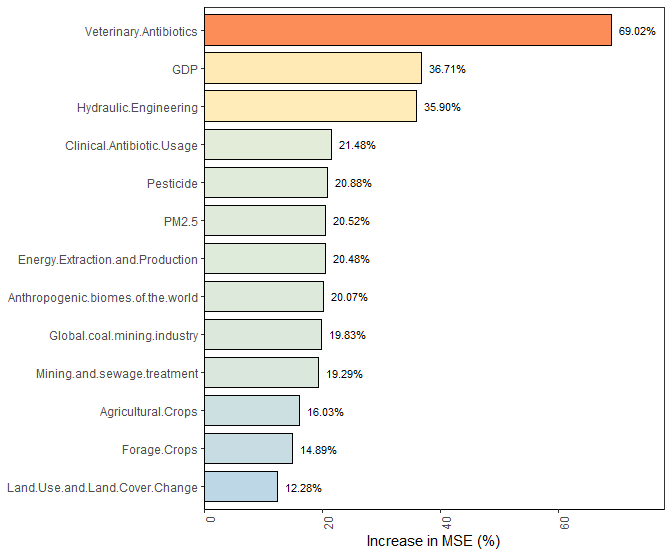 Veterinary.Antibiotics 69.02%
GDP 36.71%
Hydraulic.Engineering 35.90%
Clinical.Antibiotic.Usage 21.48%
Pesticide 20.88%
PM2.5 20.52%
Energy.Extraction.and.Production 20.48%
Anthropogenic.biomes.of.the.world 20.07%
Global.coal.mining.industry 19.83%
Mining.and.sewage.treatment 19.29%
Agricultural.Crops 16.03%
Forage.Crops 14.89%
Land.Use.and.Land.Cover.Change 12.28%
0 20 40 60
Increase in MSE (%)